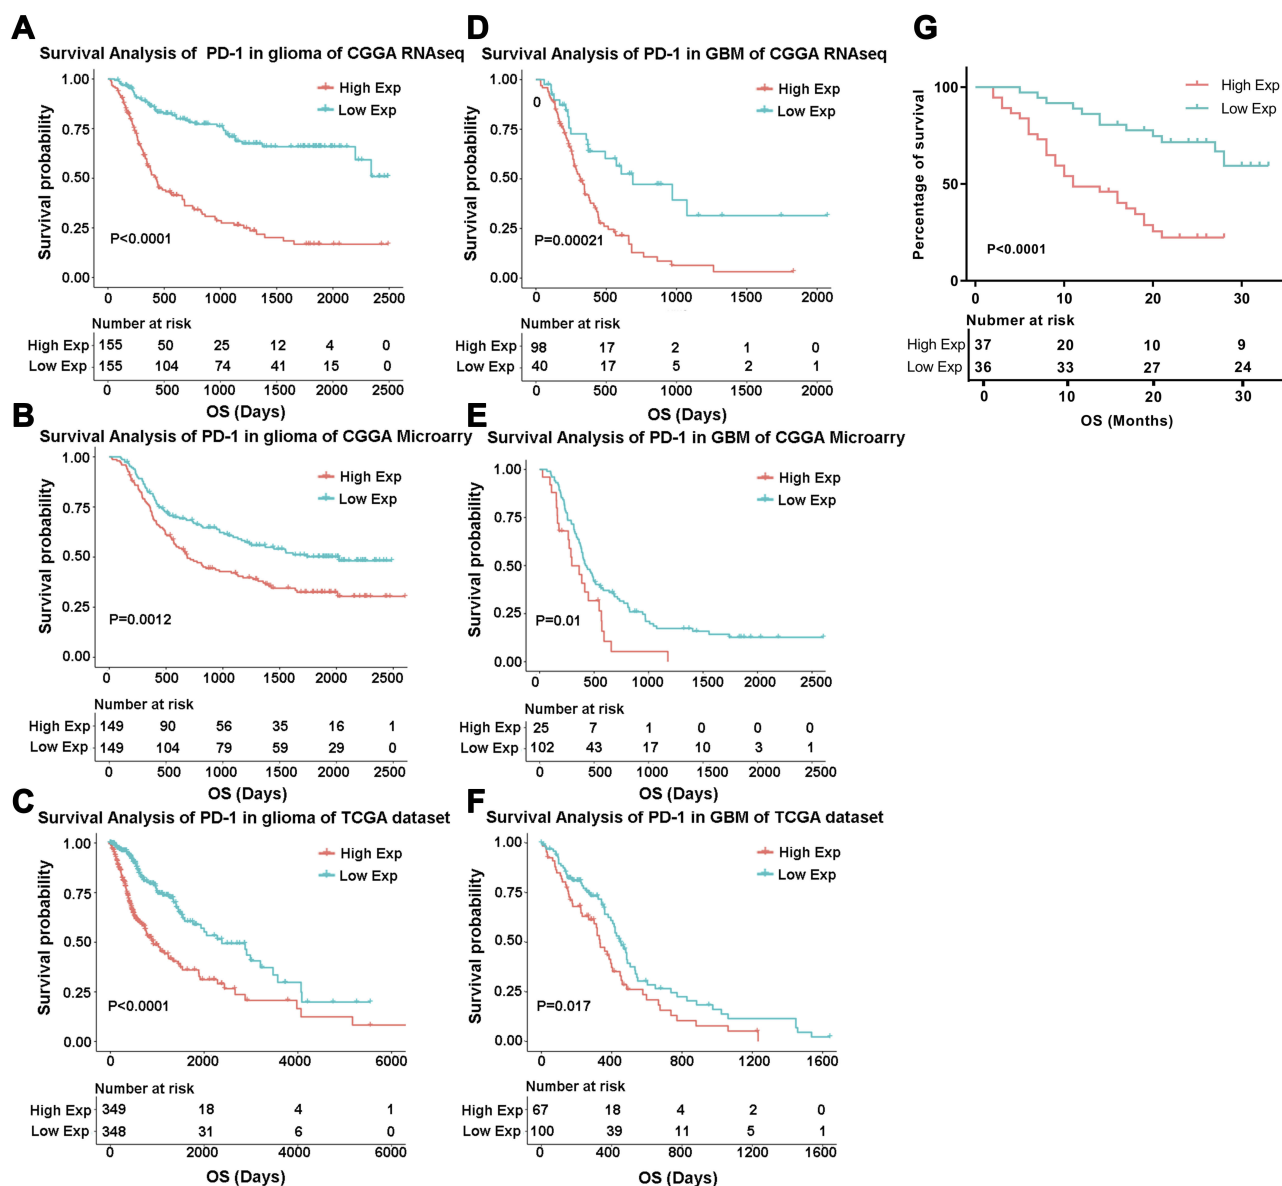 A
Survival Analysis of PD-1 in glioma of CGGA RNAseq
Survival probability
1.00
0.75
0.50
0.25
0.00
High Exp
Low Exp
P<0.0001
0 500 1000 1500 2000 2500
Number at risk
High Exp 155 50 25 12 4 0
Low Exp 155 104 74 41 15 0
0 500 1000 1500 2000 2500
OS (Days)
B
Survival Analysis of PD-1 in glioma of CGGA Microarry
Survival probability
1.00
0.75
0.50
0.25
0.00
High Exp
Low Exp
P=0.0012
0 500 1000 1500 2000 2500
Number at risk
High Exp 149 90 56 35 16 1
Low Exp 149 104 79 59 29 0
0 500 1000 1500 2000 2500
OS (Days)
C
Survival Analysis of PD-1 in glioma of TCGA dataset
Survival probability
1.00
0.75
0.50
0.25
0.00
High Exp
Low Exp
P<0.0001
0 2000 4000 6000
Number at risk
High Exp 349 18 4 1
Low Exp 348 31 6 0
0 2000 4000 6000
OS (Days)
D
Survival Analysis of PD-1 in GBM of CGGA RNAseq
Survival probability
1.00
0.75
0.50
0.25
0.00
0
High Exp
Low Exp
P=0.00021
0 500 1000 1500 2000
Number at risk
High Exp 98 17 2 1 0
Low Exp 40 17 5 2 1
0 500 1000 1500 2000
OS (Days)
E
Survival Analysis of PD-1 in GBM of CGGA Microarry
Survival probability
1.00
0.75
0.50
0.25
0.00
High Exp
Low Exp
P=0.01
0 500 1000 1500 2000 2500
Number at risk
High Exp 25 7 1 0 0 0
Low Exp 102 43 17 10 3 1
0 500 1000 1500 2000 2500
OS (Days)
F
Survival Analysis of PD-1 in GBM of TCGA dataset
Survival probability
1.00
0.75
0.50
0.25
0.00
High Exp
Low Exp
P=0.017
0 400 800 1200 1600
Number at risk
High Exp 67 18 4 2 0
Low Exp 100 39 11 5 1
0 400 800 1200 1600
OS (Days)
G
Percentage of survival
100
50
0
High Exp
Low Exp
P<0.0001
0 10 20 30
Nubmer at risk
High Exp 37 20 10 9
Low Exp 36 33 27 24
0 10 20 30
OS (Months)